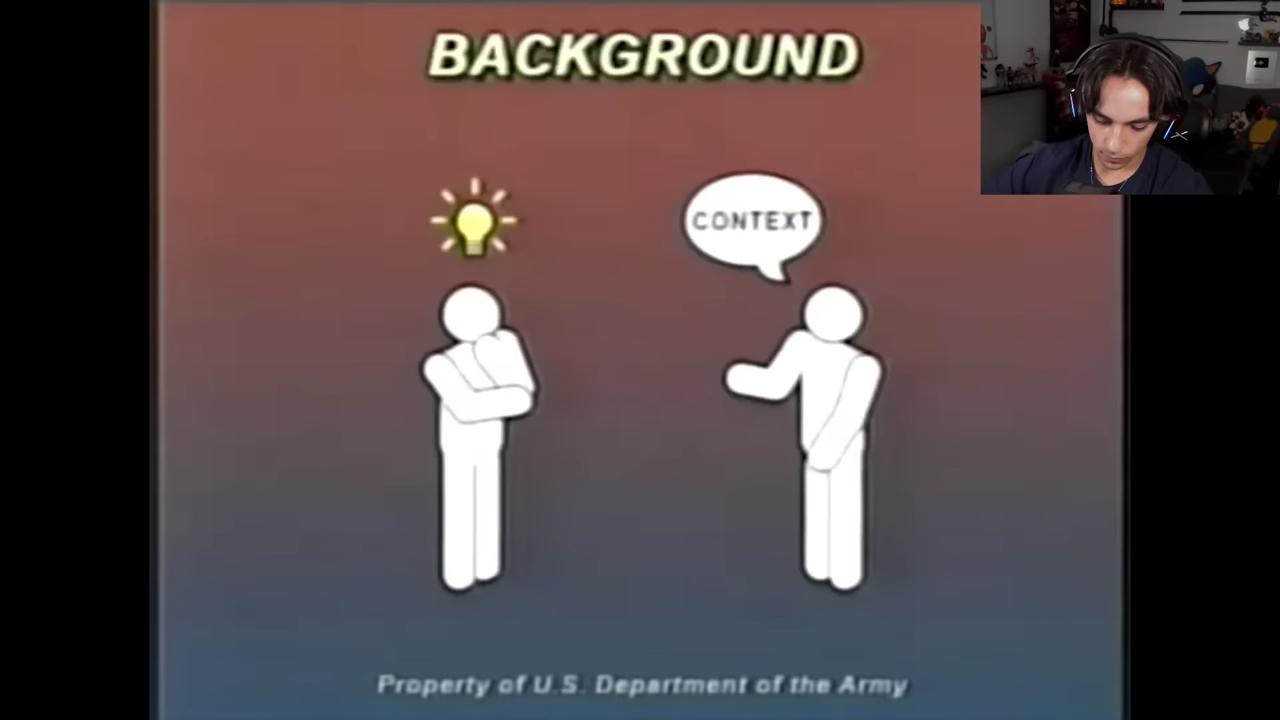 BACKGROUND
CONTEXT
Property of U.S. Department of the Army